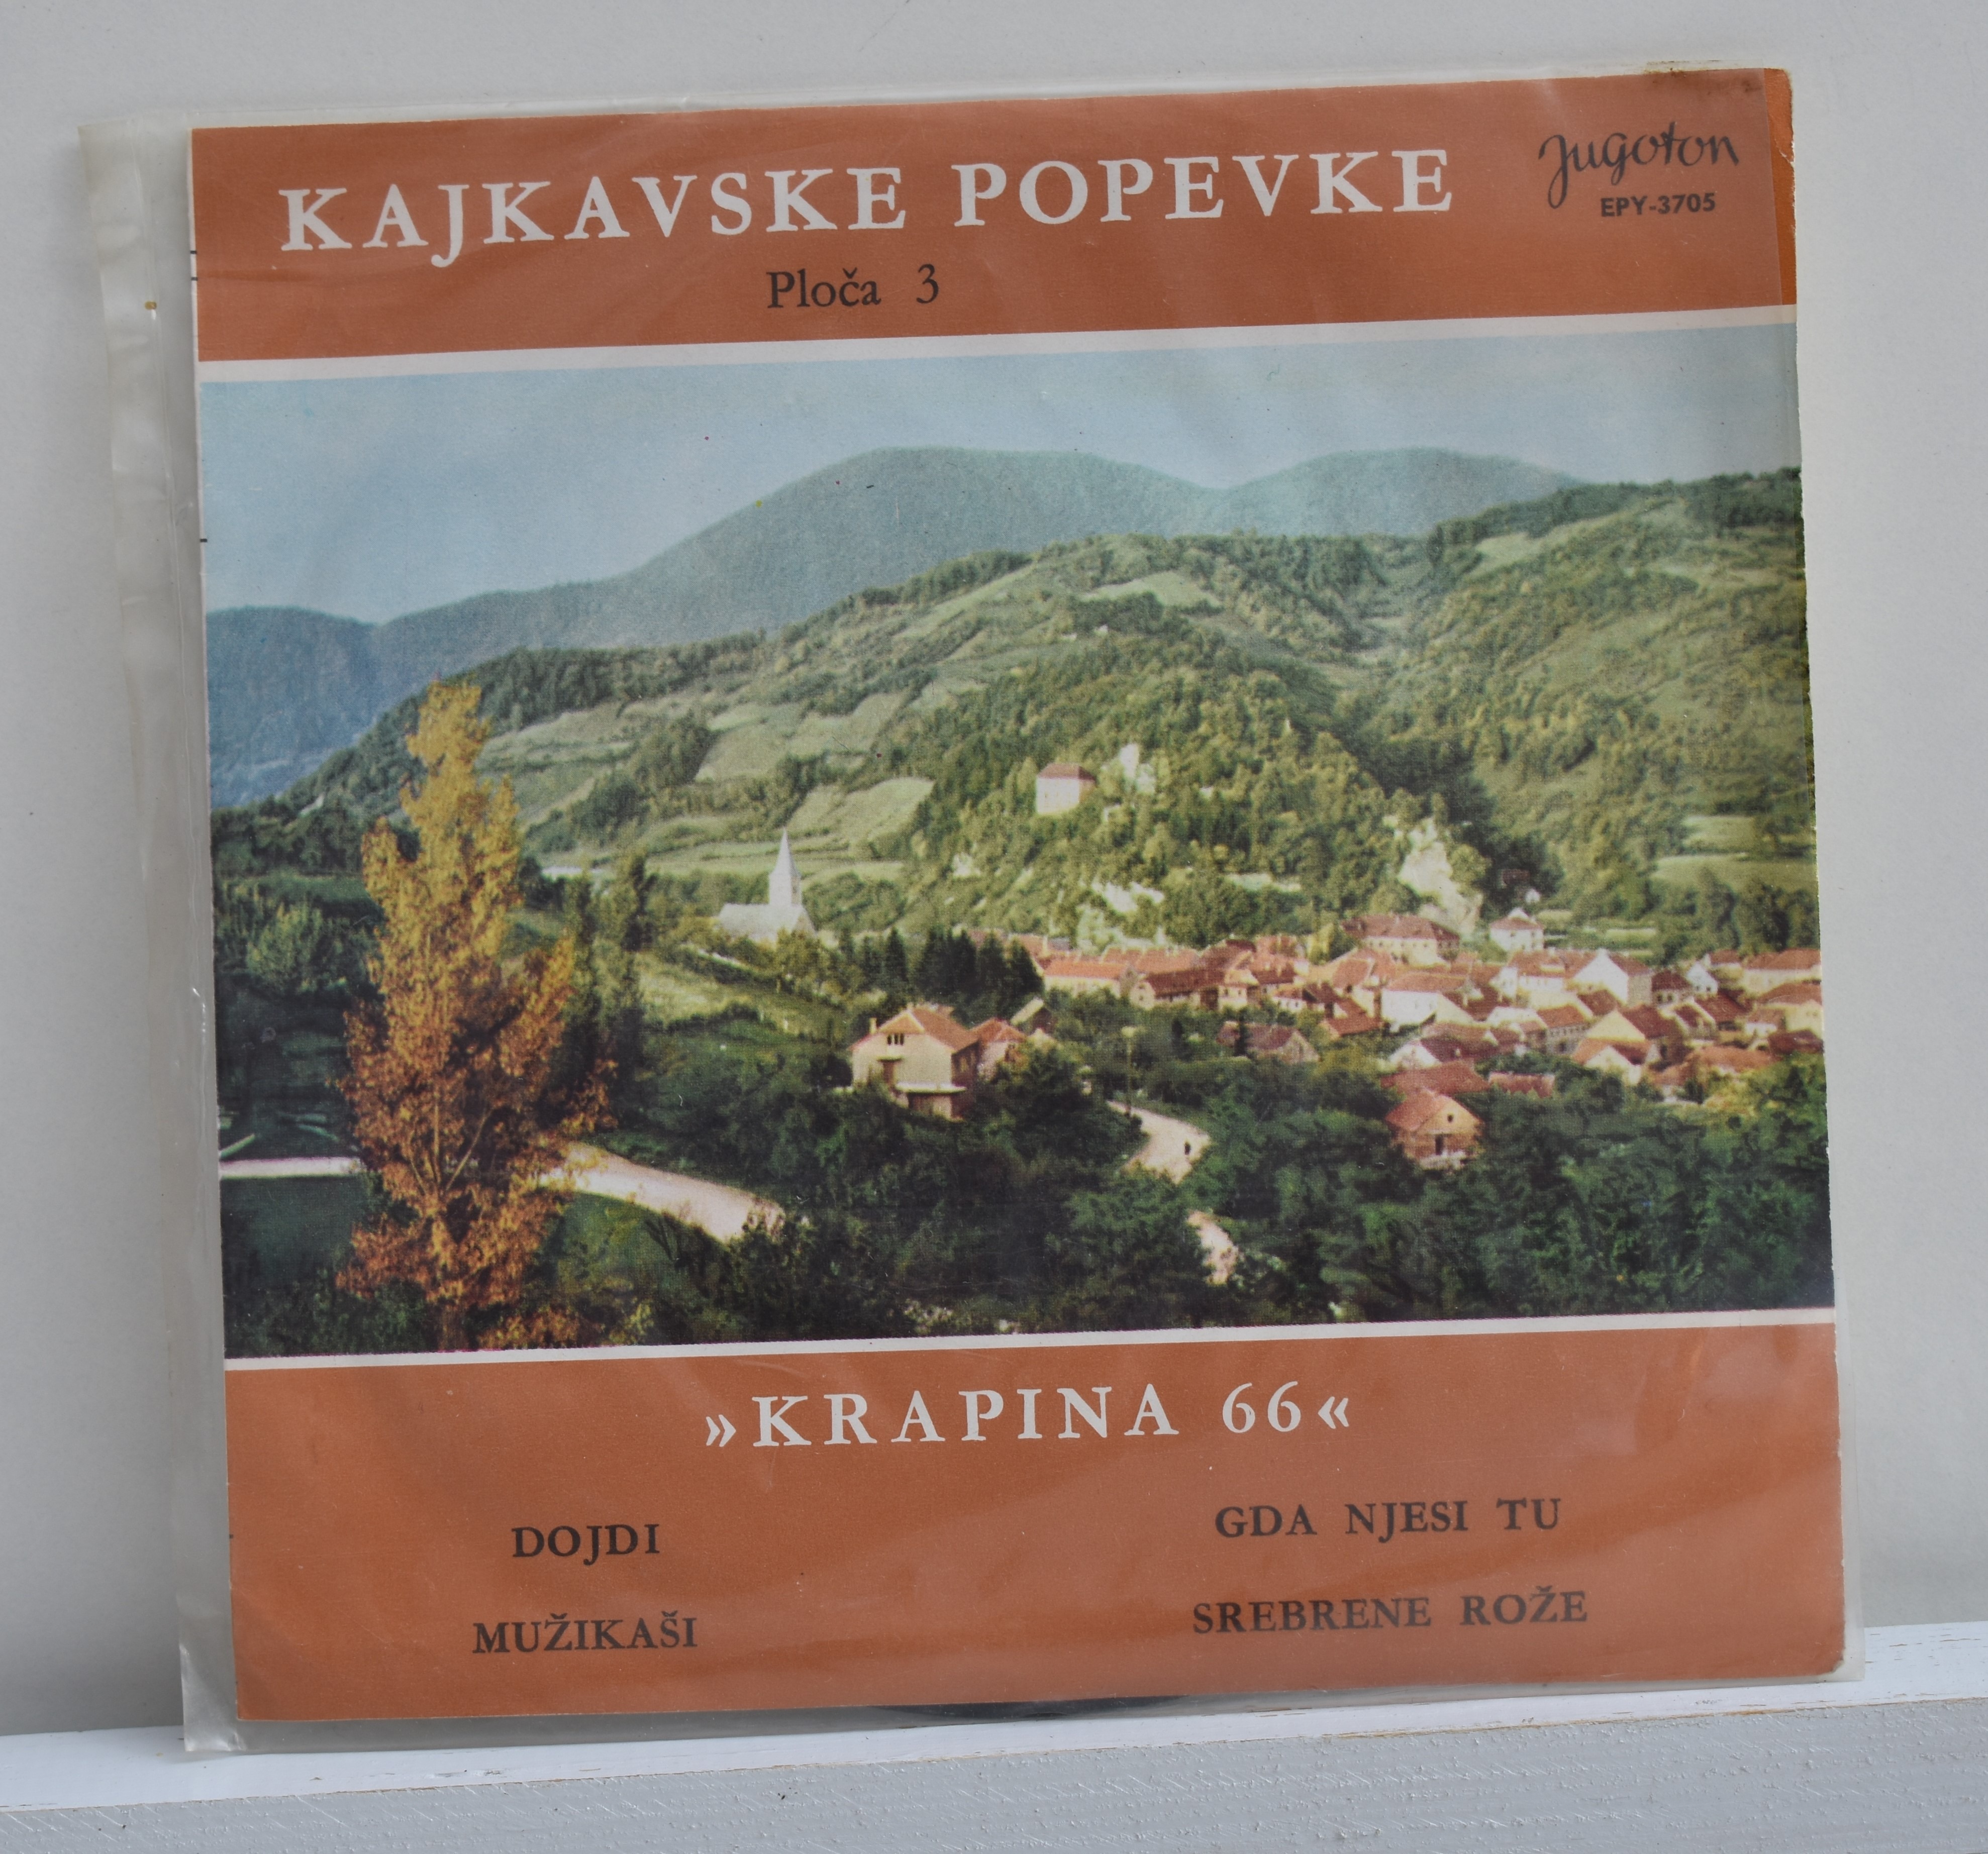 KAJKAVSKE POPEVKE
Jugoton
EPY-3705
Ploča 3
»KRAPINA 66«
DOJDI
MUŽIKAŠI
GDA NJESI TU
SREBRENE ROŽE